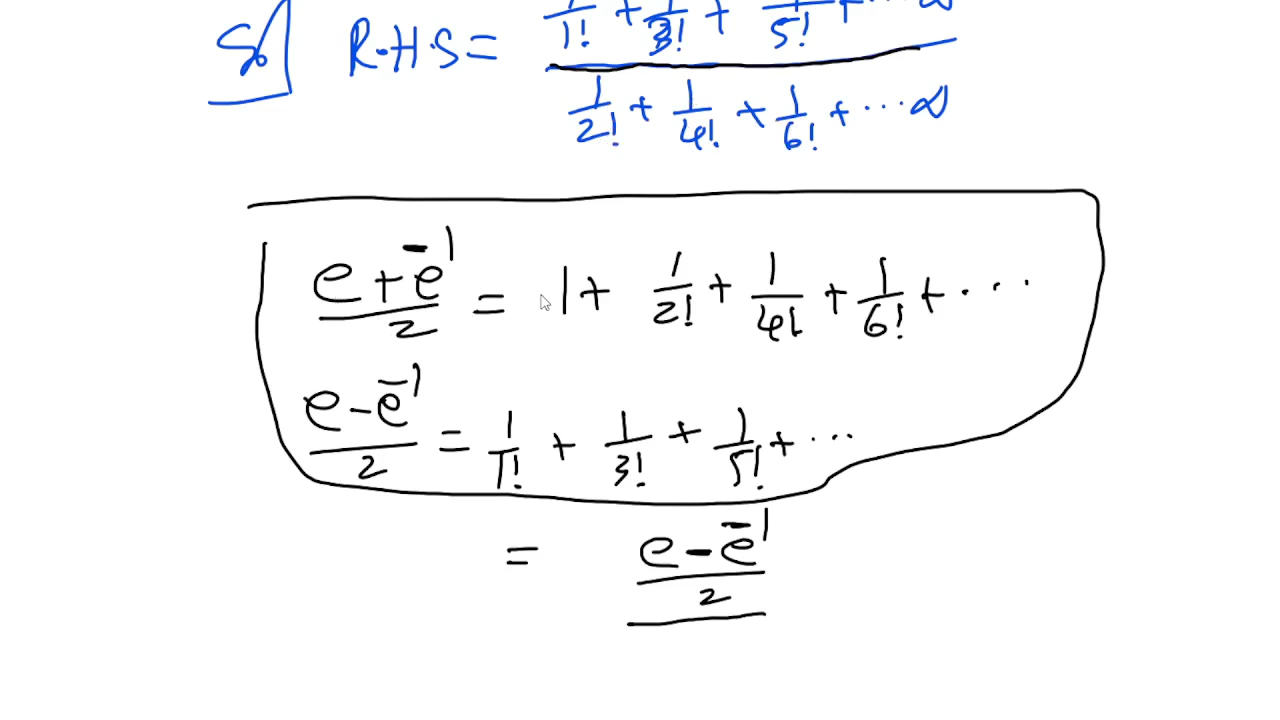 So] R.H.S = (1/1! + 1/3! + 1/5! + ...∞) / (1/2! + 1/4! + 1/6! + ...∞)
(e + e⁻¹)/2 = 1 + 1/2! + 1/4! + 1/6! + ...
(e - e⁻¹)/2 = 1/1! + 1/3! + 1/5! + ...
= (e - e⁻¹)/2